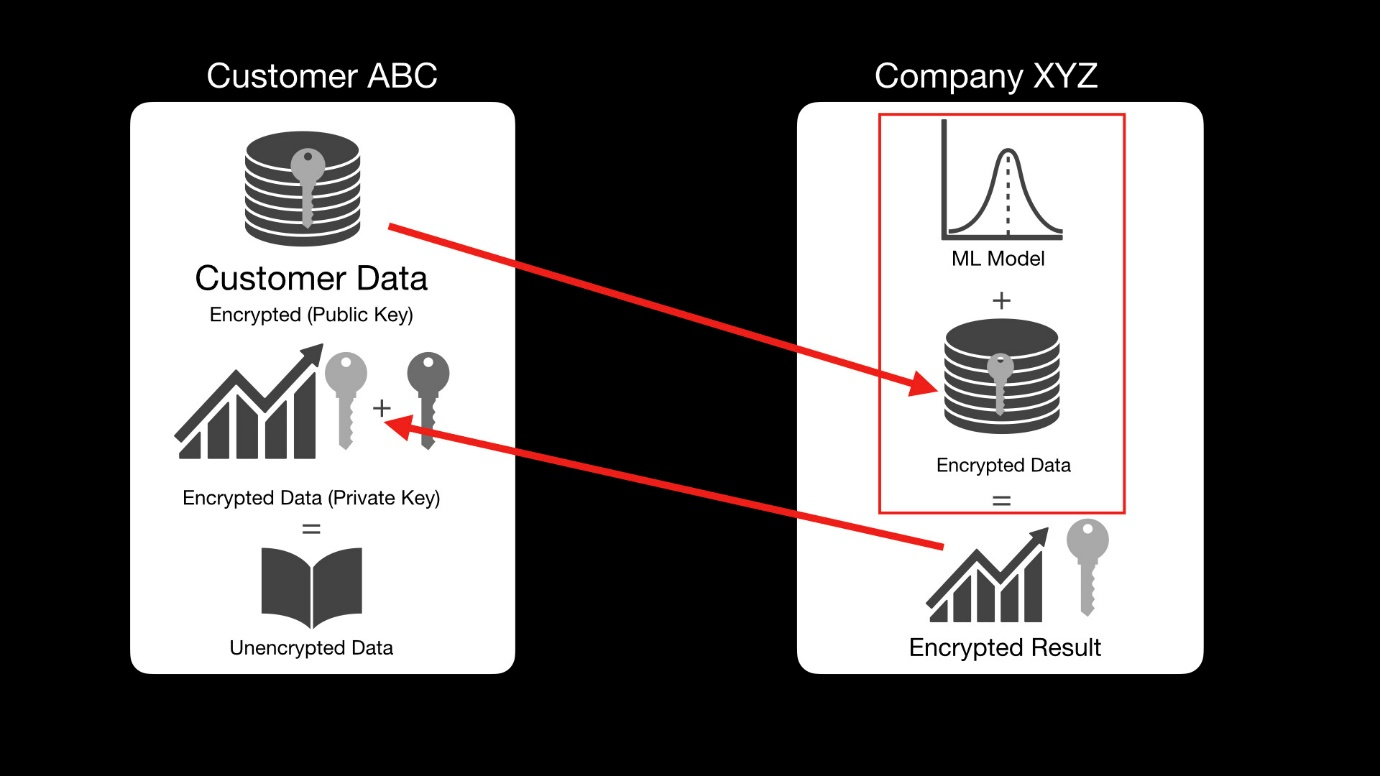 Customer ABC
Customer Data
Encrypted (Public Key)
+
Encrypted Data (Private Key)
=
Unencrypted Data
Company XYZ
ML Model
+
Encrypted Data
=
Encrypted Result